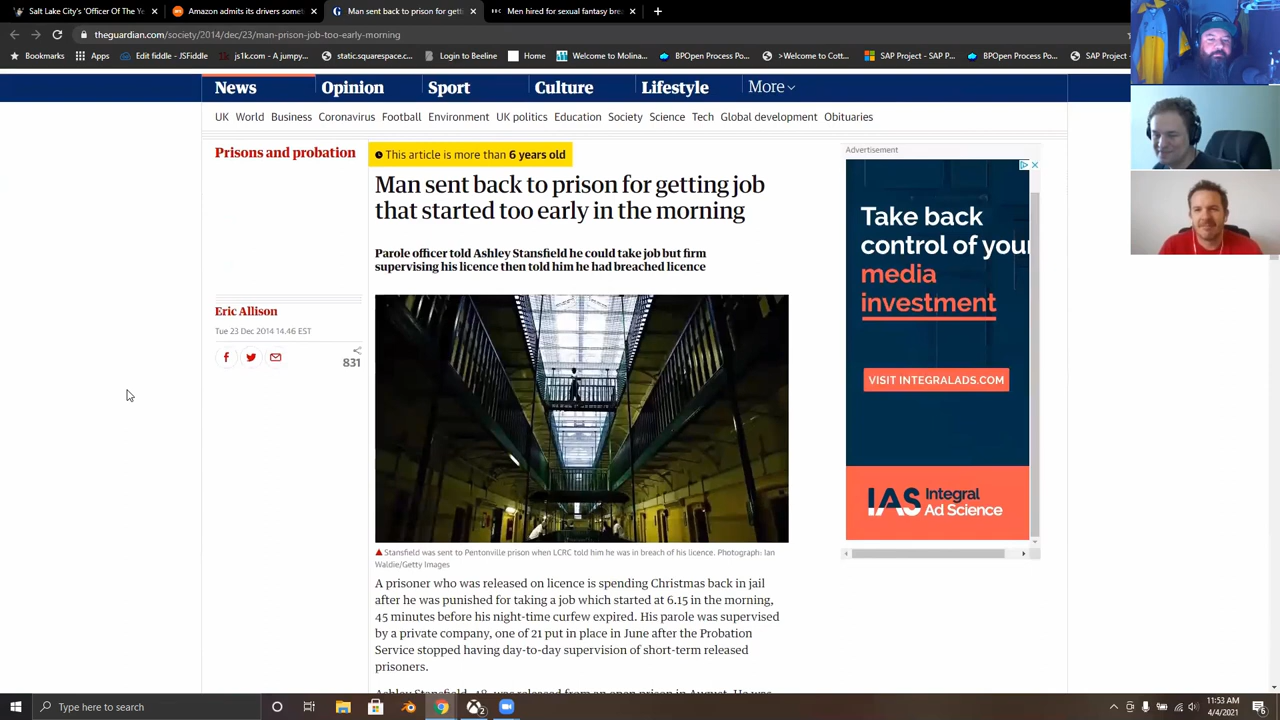 Salt Lake City's 'Officer Of The Ye
Amazon admits its drivers somet
Man sent back to prison for getti
Men hired for sexual fantasy brea
theguardian.com/society/2014/dec/23/man-prison-job-too-early-morning
Bookmarks
Apps
Edit fiddle - JSFiddle
js1k.com — A jumpy...
static.squarespace.c...
Login to Beeline
Home
Welcome to Molina...
BPOpen Process Po...
>Welcome to Cott...
SAP Project - SAP P...
BPOpen Process Po...
SAP Project -
News
Opinion
Sport
Culture
Lifestyle
More
UK World Business Coronavirus Football Environment UK politics Education Society Science Tech Global development Obituaries
Prisons and probation
This article is more than 6 years old
Man sent back to prison for getting job
that started too early in the morning
Parole officer told Ashley Stansfield he could take job but firm
supervising his licence then told him he had breached licence
Eric Allison
Tue 23 Dec 2014 14.46 EST
831
Stansfield was sent to Pentonville prison when LCRC told him he was in breach of his licence. Photograph: Ian
Waldie/Getty Images
A prisoner who was released on licence is spending Christmas back in jail
after he was punished for taking a job which started at 6.15 in the morning,
45 minutes before his night-time curfew expired. His parole was supervised
by a private company, one of 21 put in place in June after the Probation
Service stopped having day-to-day supervision of short-term released
prisoners.
Ashley Stansfield, 48, was released from an open prison in August. He was
Advertisement
Take back
control of your
media
investment
VISIT INTEGRALADS.COM
IAS Integral
Ad Science
Type here to search
11:53 AM
4/4/2021